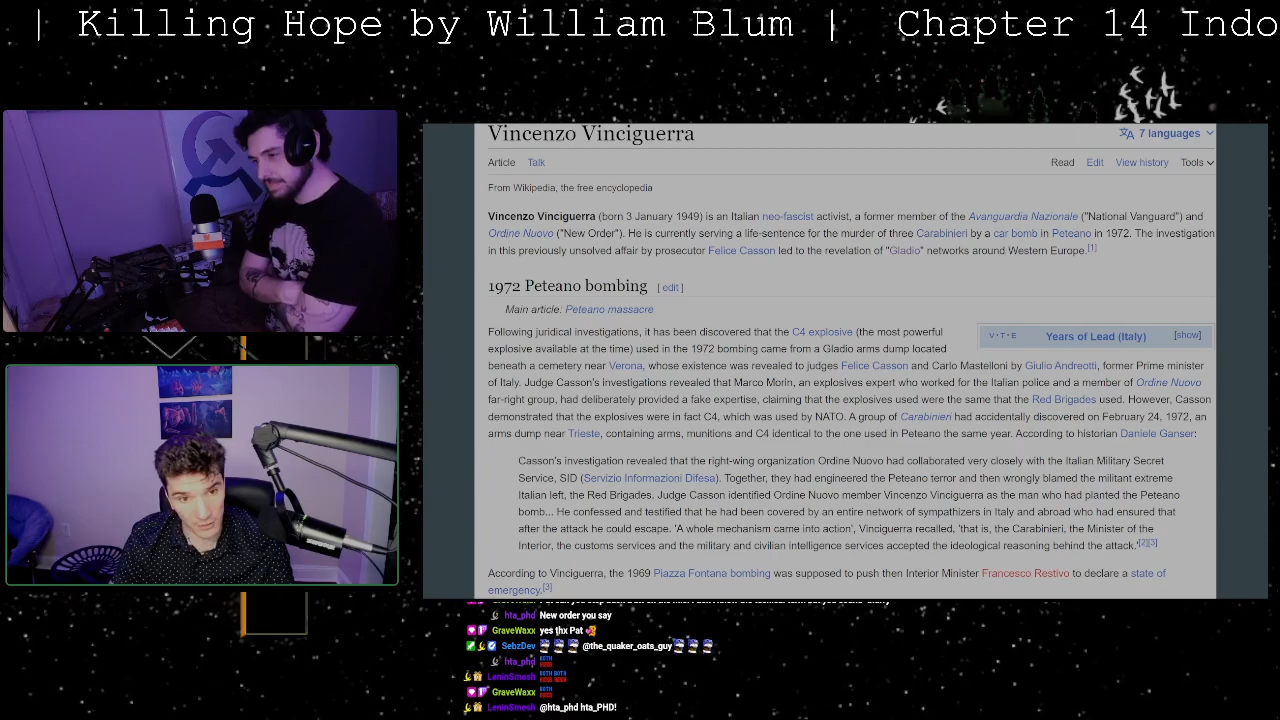 | Killing Hope by William Blum | Chapter 14 Indo
Vincenzo Vinciguerra
7 languages
Article Talk
Read Edit View history Tools
From Wikipedia, the free encyclopedia
Vincenzo Vinciguerra (born 3 January 1949) is an Italian neo-fascist activist, a former member of the Avanguardia Nazionale ("National Vanguard") and
Ordine Nuovo ("New Order"). He is currently serving a life-sentence for the murder of three Carabinieri by a car bomb in Peteano in 1972. The investigation
in this previously unsolved affair by prosecutor Felice Casson led to the revelation of "Gladio" networks around Western Europe.[1]
1972 Peteano bombing [ edit ]
Main article: Peteano massacre
Following juridical investigations, it has been discovered that the C4 explosive (the most powerful
explosive available at the time) used in the 1972 bombing came from a Gladio arms dump located
V·T·E Years of Lead (Italy) [show]
beneath a cemetery near Verona, whose existence was revealed to judges Felice Casson and Carlo Mastelloni by Giulio Andreotti, former Prime minister
of Italy. Judge Casson's investigations revealed that Marco Morin, an explosives expert who worked for the Italian police and a member of Ordine Nuovo
far-right group, had deliberately provided a fake expertise, claiming that the explosives used were the same that the Red Brigades used. However, Casson
demonstrated that the explosives were in fact C4, which was used by NATO. A group of Carabinieri had accidentally discovered on February 24, 1972, an
arms dump near Trieste, containing arms, munitions and C4 identical to the one used in Peteano the same year. According to historian Daniele Ganser:
Casson's investigation revealed that the right-wing organization Ordine Nuovo had collaborated very closely with the Italian Military Secret
Service, SID (Servizio Informazioni Difesa). Together, they had engineered the Peteano terror and then wrongly blamed the militant extreme
Italian left, the Red Brigades. Judge Casson identified Ordine Nuovo member Vincenzo Vinciguerra as the man who had planted the Peteano
bomb... He confessed and testified that he had been covered by an entire network of sympathizers in Italy and abroad who had ensured that
after the attack he could escape. 'A whole mechanism came into action', Vinciguerra recalled, 'that is, the Carabinieri, the Minister of the
Interior, the customs services and the military and civilian intelligence services accepted the ideological reasoning behind the attack.'[2][3]
According to Vinciguerra, the 1969 Piazza Fontana bombing was supposed to push then Interior Minister Francesco Restivo to declare a state of
emergency.[3]
hta_phd New order you say
GraveWaxx yes thx Pat
SebzDev @the_quaker_oats_guy
hta_phd
LeninSmesh
GraveWaxx
LeninSmesh @hta_phd hta_PHD!